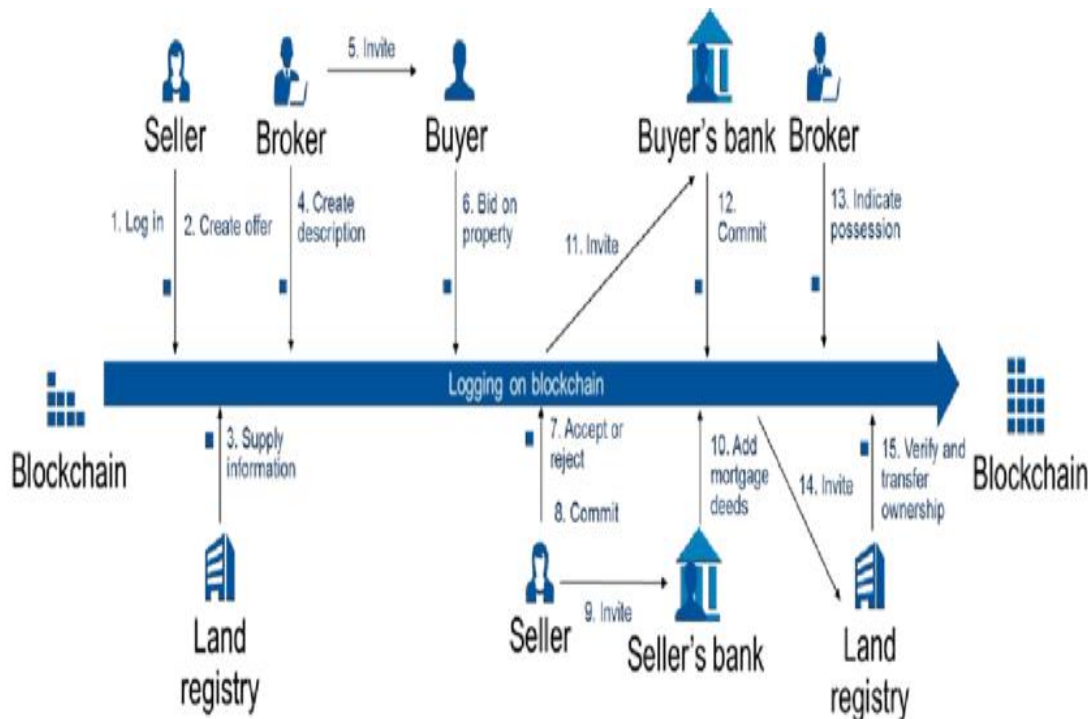 5. Invite
Seller
Broker
Buyer
Buyer's bank
Broker
1. Log in
2. Create offer
4. Create
description
6. Bid on
property
11. Invite
12.
Commit
13. Indicate
possession
Logging on blockchain
Blockchain
3. Supply
information
7. Accept or
reject
8. Commit
10. Add
mortgage
deeds
14. Invite
15. Verify and
transfer
ownership
Blockchain
Land
registry
Seller
9. Invite
Seller's bank
Land
registry